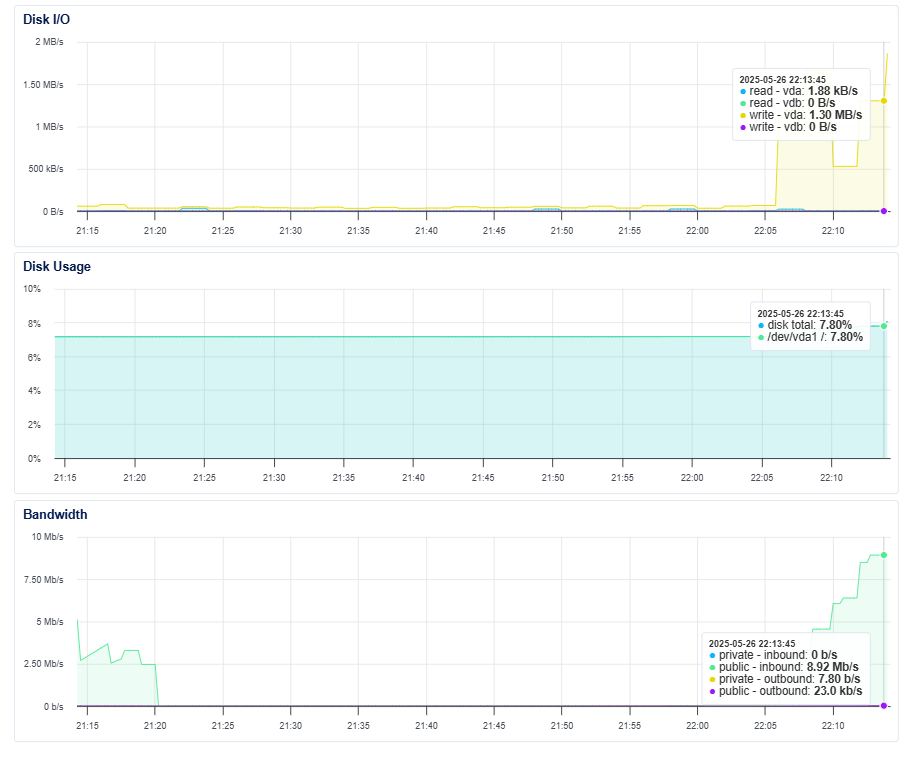 Disk I/O
2 MB/s
1.50 MB/s
1 MB/s
500 kB/s
0 B/s
2025-05-26 22:13:45
read - vda: 1.88 kB/s
read - vdb: 0 B/s
write - vda: 1.30 MB/s
write - vdb: 0 B/s
21:15 21:20 21:25 21:30 21:35 21:40 21:45 21:50 21:55 22:00 22:05 22:10
Disk Usage
10%
8%
6%
4%
2%
0%
2025-05-26 22:13:45
disk total: 7.80%
/dev/vda1 /: 7.80%
21:15 21:20 21:25 21:30 21:35 21:40 21:45 21:50 21:55 22:00 22:05 22:10
Bandwidth
10 Mb/s
7.50 Mb/s
5 Mb/s
2.50 Mb/s
0 b/s
2025-05-26 22:13:45
private - inbound: 0 b/s
public - inbound: 8.92 Mb/s
private - outbound: 7.80 b/s
public - outbound: 23.0 kb/s
21:15 21:20 21:25 21:30 21:35 21:40 21:45 21:50 21:55 22:00 22:05 22:10